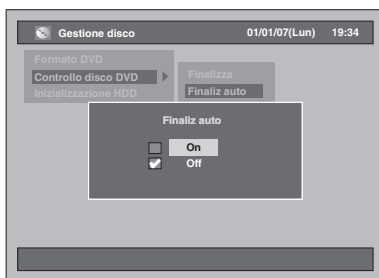 Gestione disco 01/01/07(Lun) 19:34
Formato DVD
Controllo disco DVD Finalizza
Inizializzazione HDD Finaliz auto
Finaliz auto
On
Off